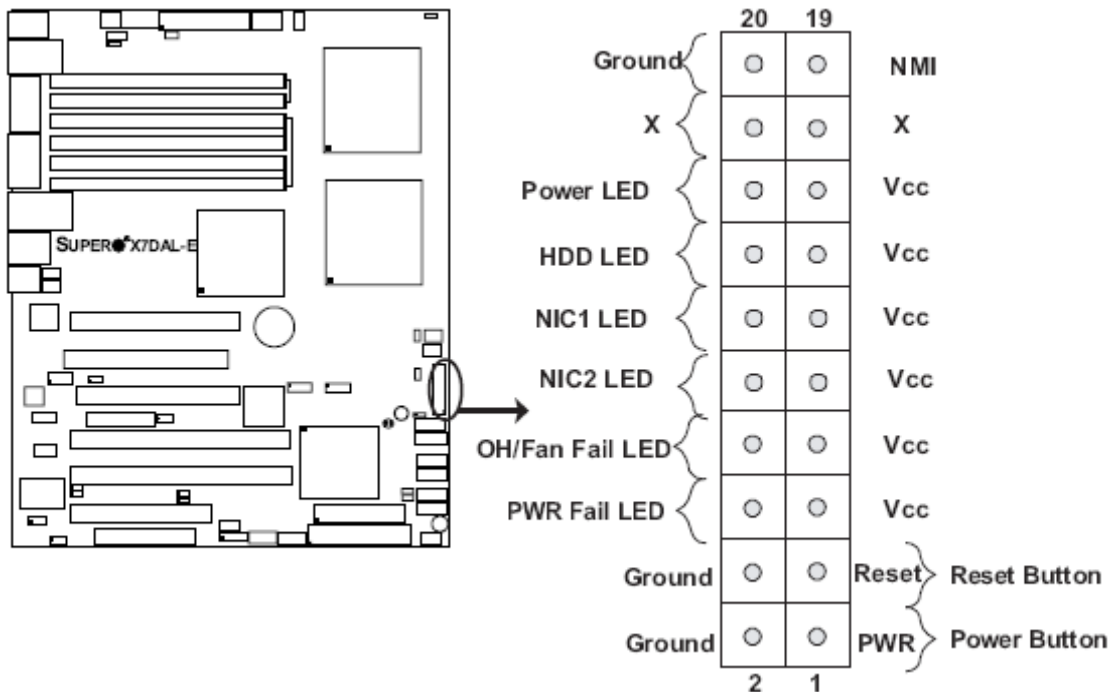 20 19
Ground NMI
X X
Power LED Vcc
HDD LED Vcc
NIC1 LED Vcc
NIC2 LED Vcc
OH/Fan Fail LED Vcc
PWR Fail LED Vcc
Ground Reset Reset Button
Ground PWR Power Button
2 1
SUPER X7DAL-E